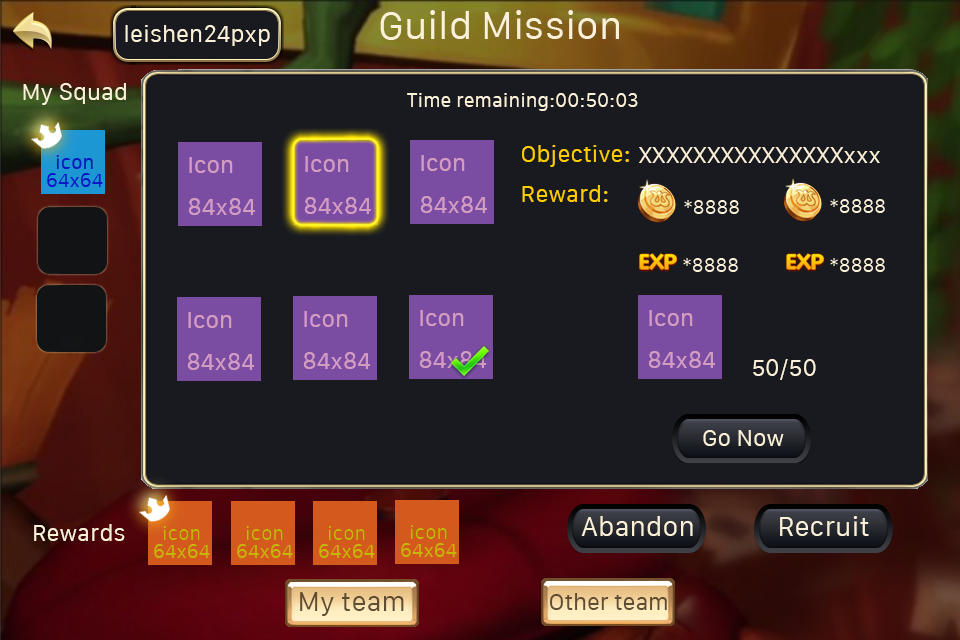 leishen24pxp
Guild Mission
My Squad
Time remaining:00:50:03
icon
64x64
Icon
84x84
Icon
84x84
Icon
84x84
Objective: XXXXXXXXXXXXXXXxxx
Reward:
*8888
*8888
EXP *8888
EXP *8888
Icon
84x84
Icon
84x84
Icon
84x84
Icon
84x84
50/50
Go Now
Rewards
icon
64x64
icon
64x64
icon
64x64
icon
64x64
Abandon
Recruit
My team
Other team